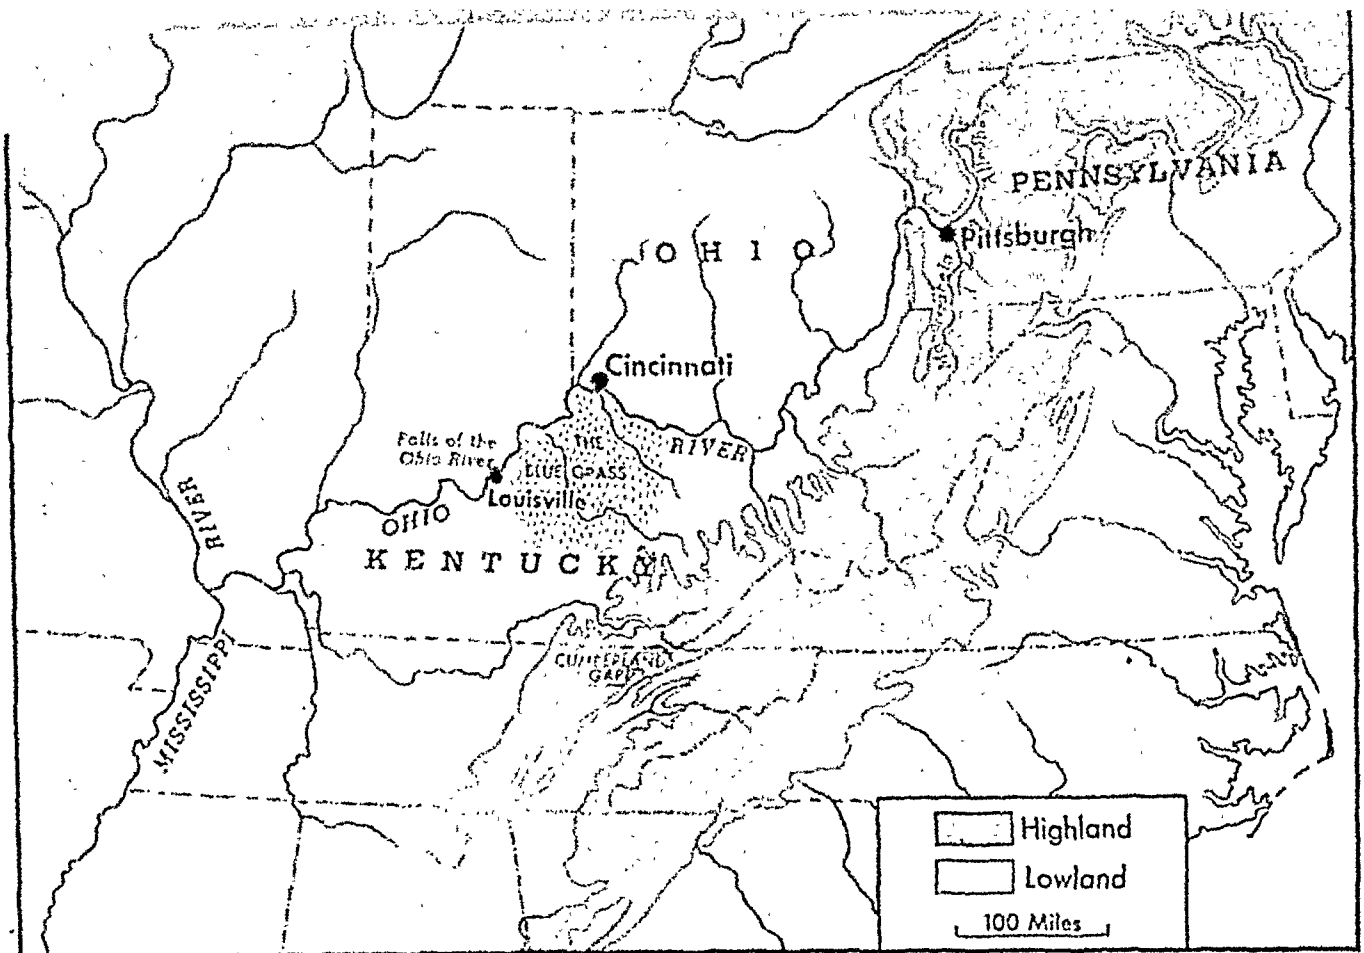 PENNSYLVANIA
Pittsburgh
OHIO
Cincinnati
Falls of the
Ohio River
THE
BLUE GRASS
RIVER
Louisville
OHIO
KENTUCKY
RIVER
MISSISSIPPI
CUMBERLAND
GAP
Highland
Lowland
100 Miles